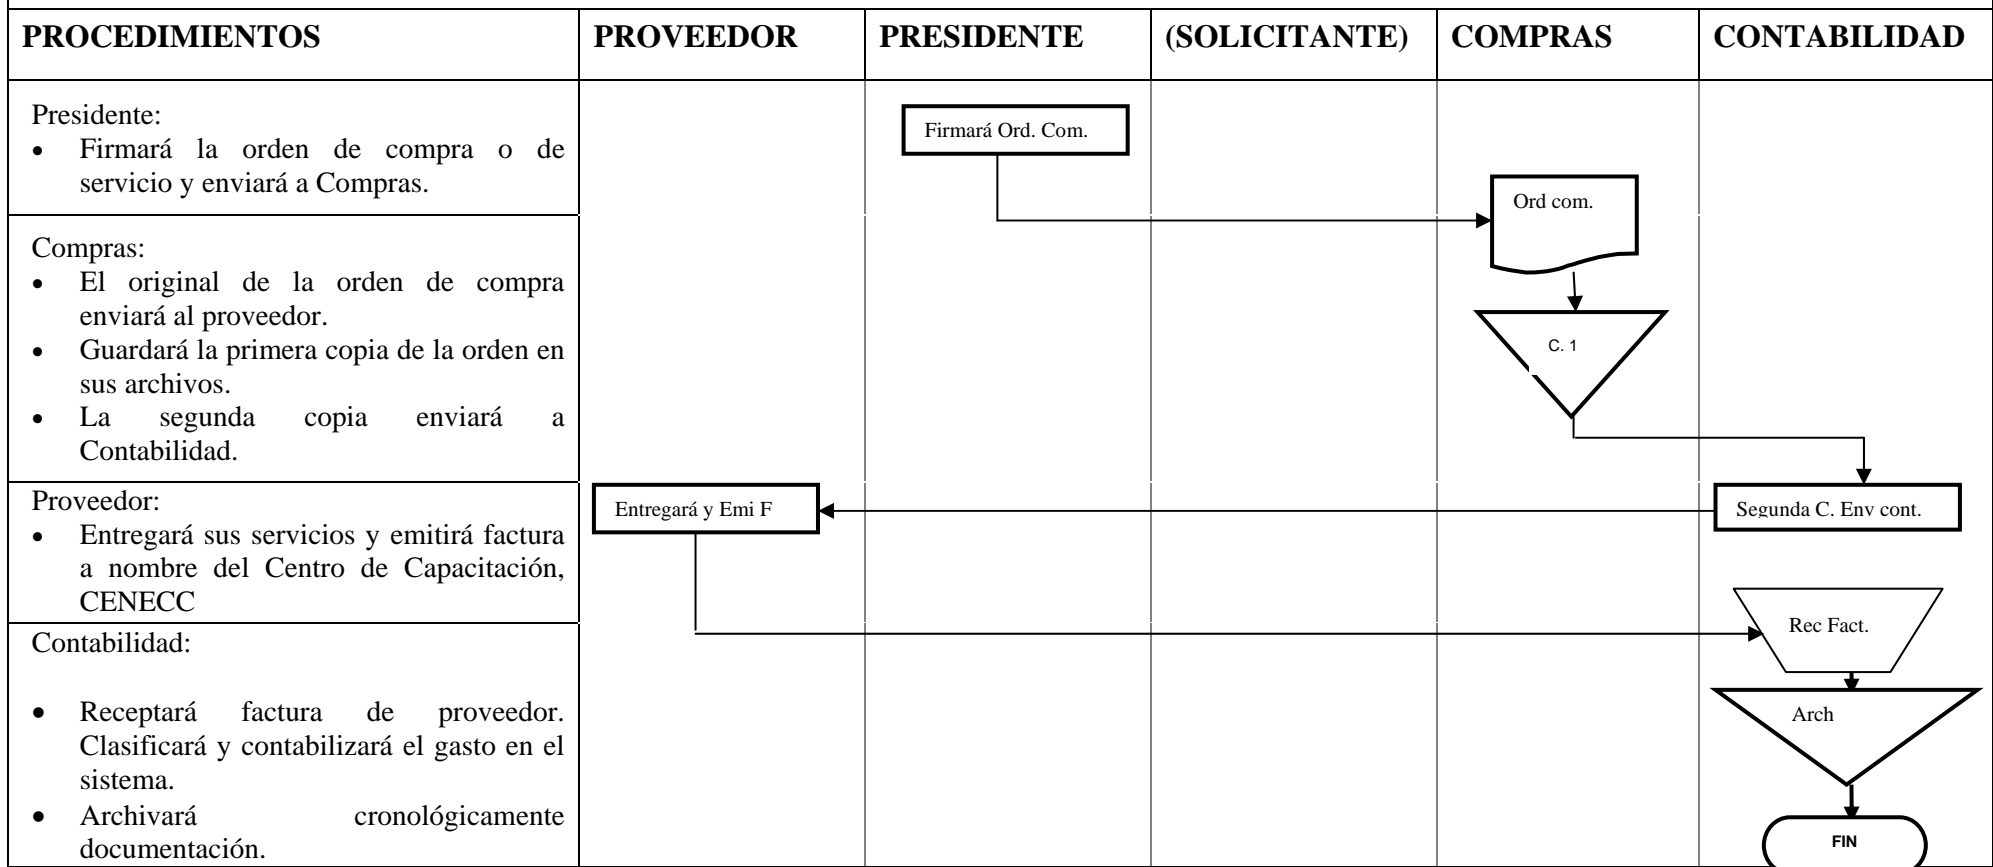 PROCEDIMIENTOS PROVEEDOR PRESIDENTE (SOLICITANTE) COMPRAS CONTABILIDAD
Presidente:
• Firmará la orden de compra o de
servicio y enviará a Compras.
Firmará Ord. Com.
Ord com.
Compras:
• El original de la orden de compra
enviará al proveedor.
• Guardará la primera copia de la orden en
sus archivos.
• La segunda copia enviará a
Contabilidad.
C. 1
Proveedor:
• Entregará sus servicios y emitirá factura
a nombre del Centro de Capacitación,
CENECC
Entregará y Emi F
Segunda C. Env cont.
Contabilidad:
• Receptará factura de proveedor.
Clasificará y contabilizará el gasto en el
sistema.
• Archivará cronológicamente
documentación.
Rec Fact.
Arch
FIN